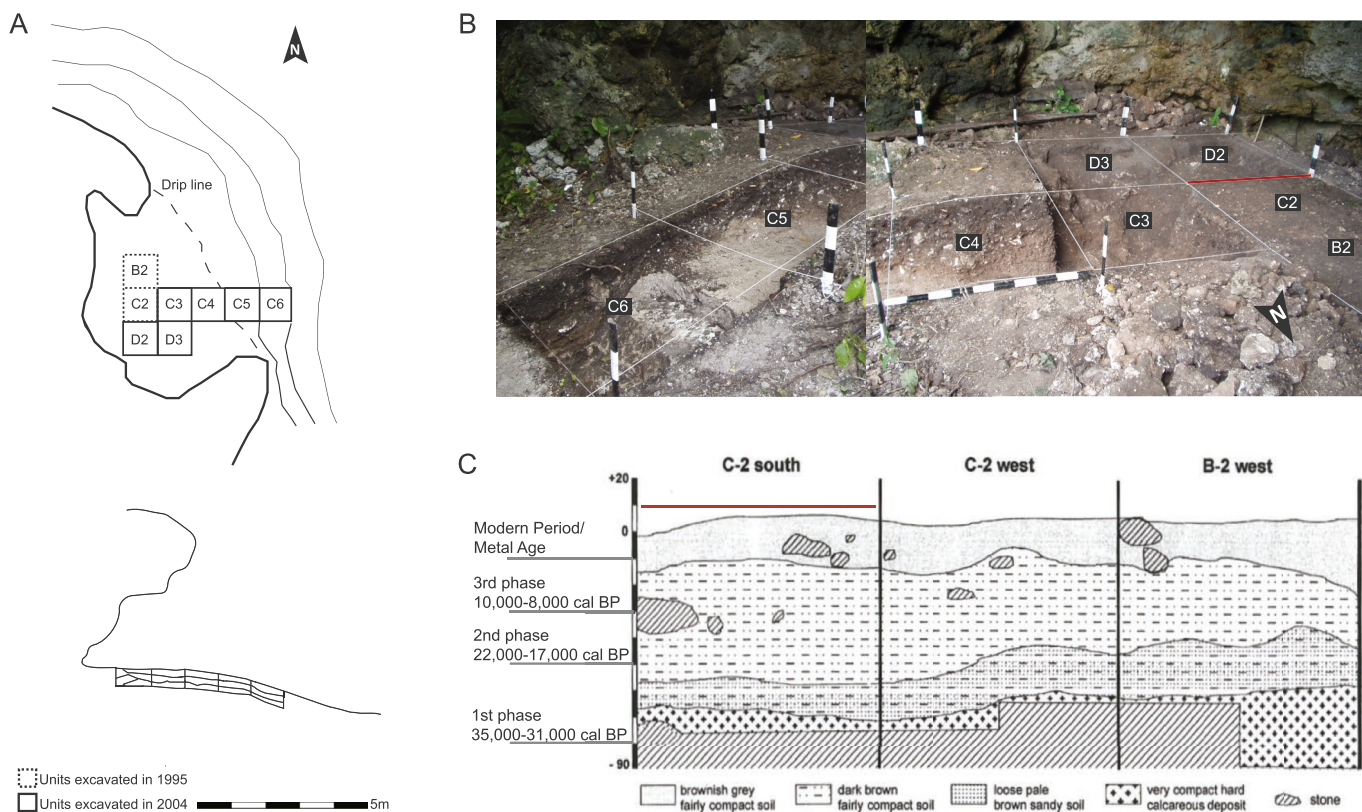 A
N
Drip line
B2
C2
C3
C4
C5
C6
D2
D3
Units excavated in 1995
Units excavated in 2004
5m
B
C5
C6
D3
D2
C2
C3
C4
B2
N
C
C-2 south
C-2 west
B-2 west
+20
0
- 90
Modern Period/
Metal Age
3rd phase
10,000-8,000 cal BP
2nd phase
22,000-17,000 cal BP
1st phase
35,000-31,000 cal BP
brownish grey
fairly compact soil
dark brown
fairly compact soil
loose pale
brown sandy soil
very compact hard
calcareous deposit
stone